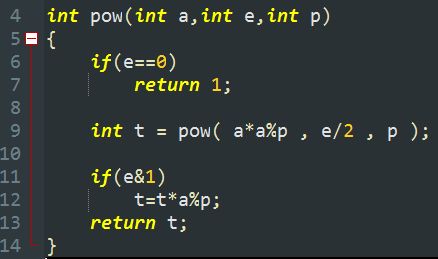 4 int pow(int a,int e,int p)
5 {
6 if(e==0)
7 return 1;
8
9 int t = pow( a*a%p , e/2 , p );
10
11 if(e&1)
12 t=t*a%p;
13 return t;
14 }